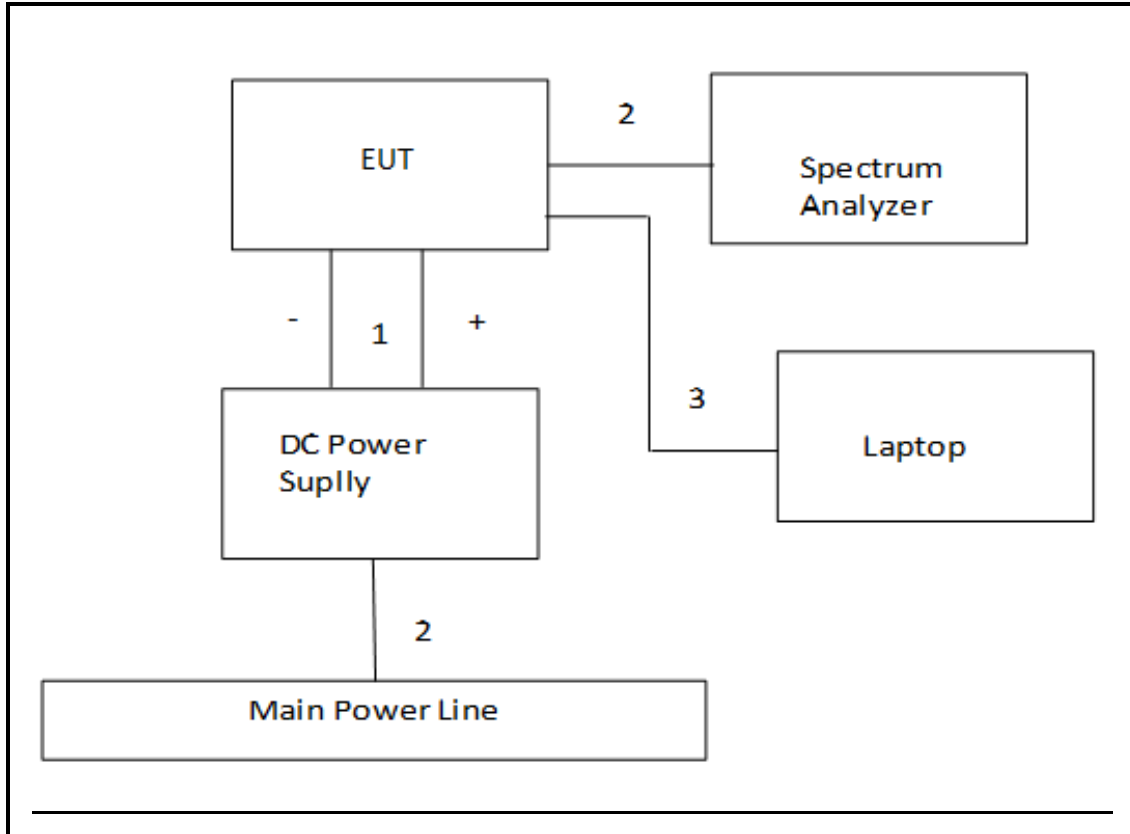 EUT
2
Spectrum
Analyzer
-
1
+
3
DC Power
Suplly
Laptop
2
Main Power Line